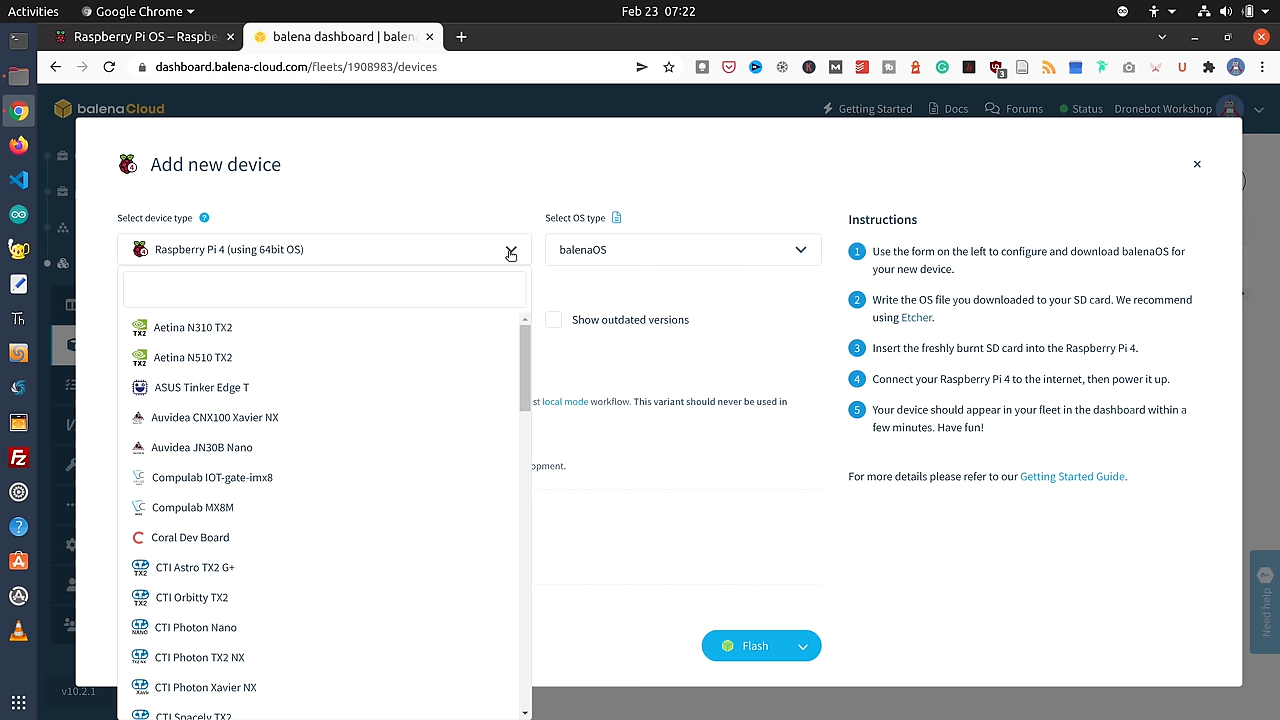 Activities
Google Chrome
Feb 23 07:22
Raspberry Pi OS – Raspbe
balena dashboard | balen
dashboard.balena-cloud.com/fleets/1908983/devices
balenaCloud
Getting Started
Docs
Forums
Status
Dronebot Workshop
Add new device
Select device type
Select OS type
Instructions
Raspberry Pi 4 (using 64bit OS)
balenaOS
1 Use the form on the left to configure and download balenaOS for
your new device.
2 Write the OS file you downloaded to your SD card. We recommend
using Etcher.
Show outdated versions
3 Insert the freshly burnt SD card into the Raspberry Pi 4.
4 Connect your Raspberry Pi 4 to the internet, then power it up.
st local mode workflow. This variant should never be used in
5 Your device should appear in your fleet in the dashboard within a
few minutes. Have fun!
opment.
For more details please refer to our Getting Started Guide.
Aetina N310 TX2
Aetina N510 TX2
ASUS Tinker Edge T
Auvidea CNX100 Xavier NX
Auvidea JN30B Nano
Compulab IOT-gate-imx8
Compulab MX8M
Coral Dev Board
CTI Astro TX2 G+
CTI Orbitty TX2
CTI Photon Nano
CTI Photon TX2 NX
CTI Photon Xavier NX
CTI Spacely TX2
Flash
Need help
v10.2.1